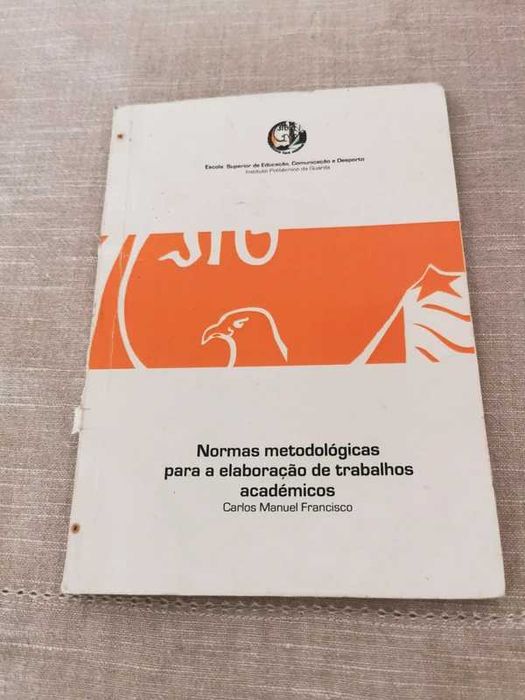 Escola Superior de Educação, Comunicação e Desporto
Instituto Politécnico da Guarda
Normas metodológicas
para a elaboração de trabalhos
académicos
Carlos Manuel Francisco